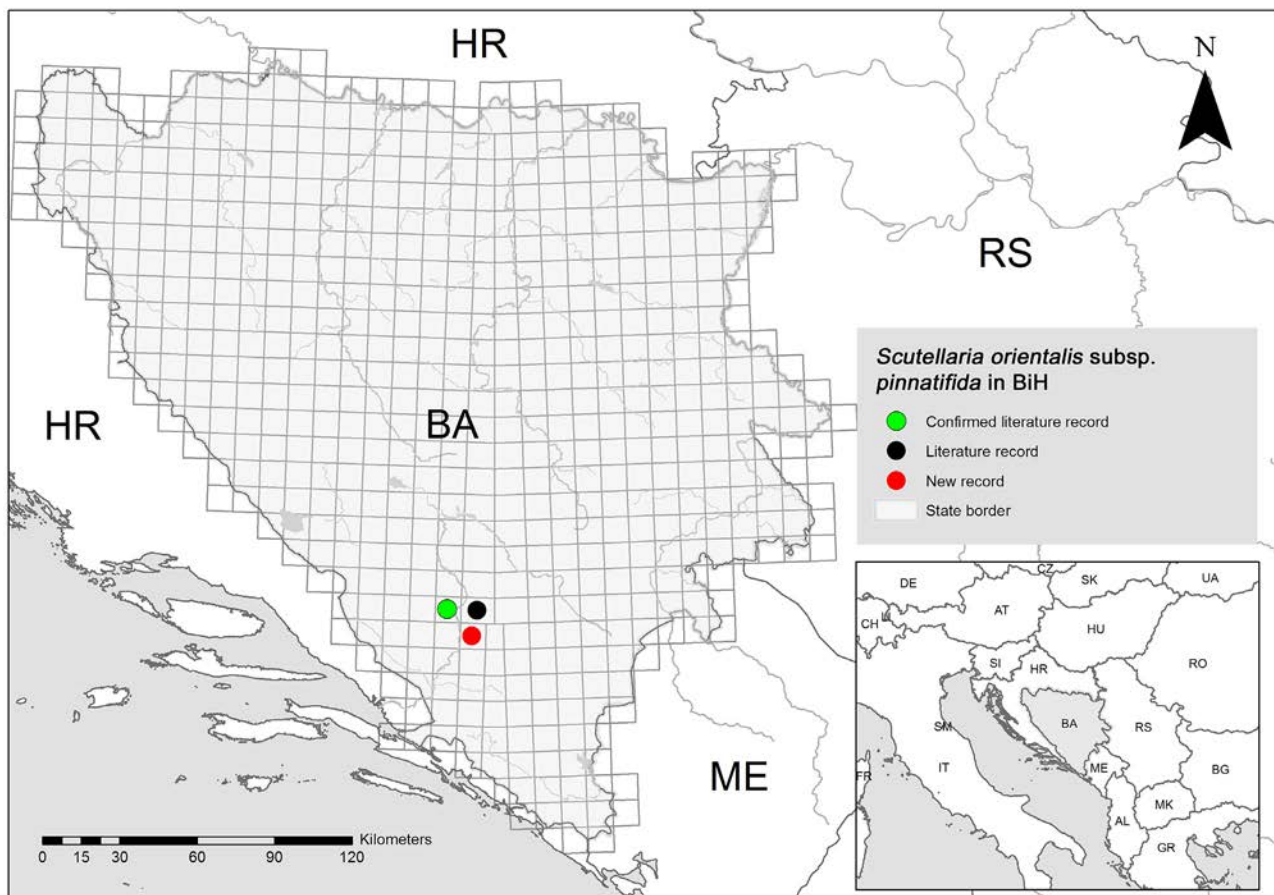 HR
N
RS
HR
BA
ME
Scutellaria orientalis subsp.
pinnatifida in BiH
Confirmed literature record
Literature record
New record
State border
0 15 30 60 90 120
Kilometers
DE
CZ
SK
UA
AT
CH
HU
SI
HR
RO
BA
RS
SM
IT
ME
BG
FR
MK
AL
GR